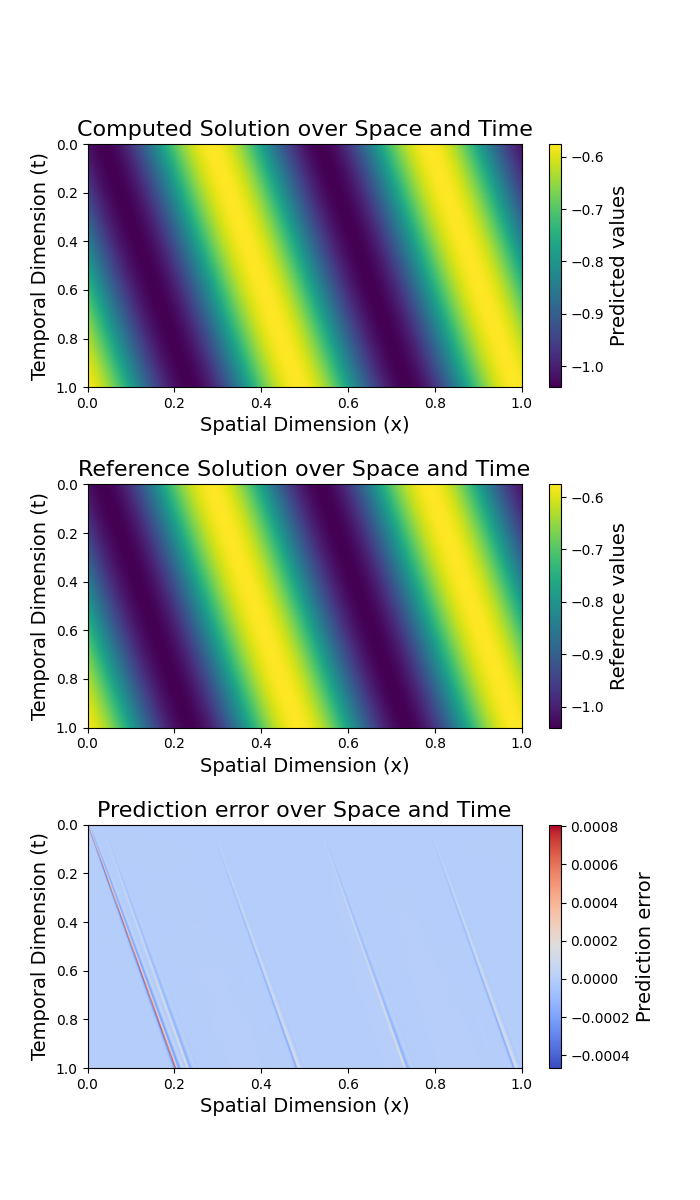 Computed Solution over Space and Time
Temporal Dimension (t)
0.0
0.2
0.4
0.6
0.8
1.0
0.0 0.2 0.4 0.6 0.8 1.0
Spatial Dimension (x)
−0.6
−0.7
−0.8
−0.9
−1.0
Predicted values
Reference Solution over Space and Time
Temporal Dimension (t)
0.0
0.2
0.4
0.6
0.8
1.0
0.0 0.2 0.4 0.6 0.8 1.0
Spatial Dimension (x)
−0.6
−0.7
−0.8
−0.9
−1.0
Reference values
Prediction error over Space and Time
Temporal Dimension (t)
0.0
0.2
0.4
0.6
0.8
1.0
0.0 0.2 0.4 0.6 0.8 1.0
Spatial Dimension (x)
0.0008
0.0006
0.0004
0.0002
0.0000
−0.0002
−0.0004
Prediction error